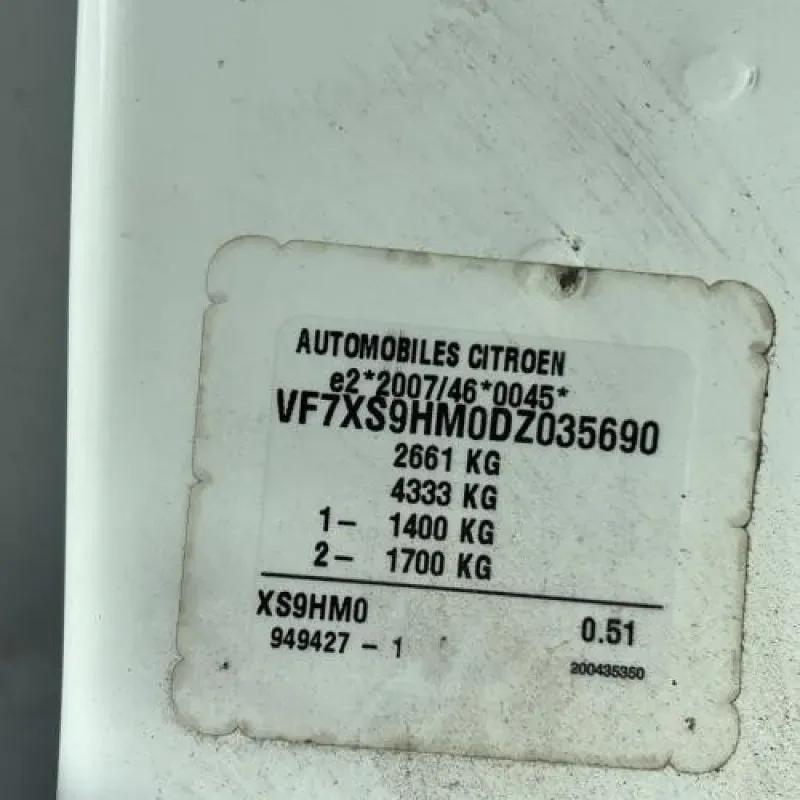 AUTOMOBILES CITROEN
e2*2007/46*0045*
VF7XS9HM0DZ035690
2661 KG
4333 KG
1- 1400 KG
2- 1700 KG
XS9HM0 0.51
949427 - 1 200435350